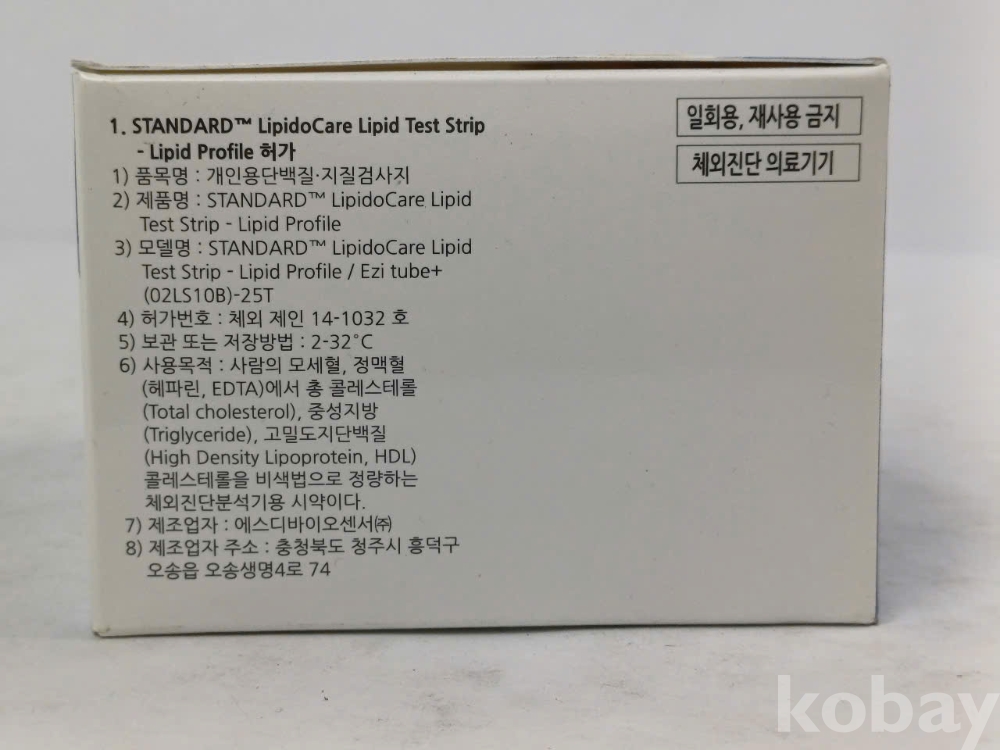 1. STANDARD™ LipidoCare Lipid Test Strip
- Lipid Profile 허가
1) 품목명 : 개인용단백질·지질검사지
2) 제품명 : STANDARD™ LipidoCare Lipid
Test Strip - Lipid Profile
3) 모델명 : STANDARD™ LipidoCare Lipid
Test Strip - Lipid Profile / Ezi tube+
(02LS10B)-25T
4) 허가번호 : 체외 제인 14-1032 호
5) 보관 또는 저장방법 : 2-32°C
6) 사용목적 : 사람의 모세혈, 정맥혈
(헤파린, EDTA)에서 총 콜레스테롤
(Total cholesterol), 중성지방
(Triglyceride), 고밀도지단백질
(High Density Lipoprotein, HDL)
콜레스테롤을 비색법으로 정량하는
체외진단분석기용 시약이다.
7) 제조업자 : 에스디바이오센서㈜
8) 제조업자 주소 : 충청북도 청주시 흥덕구
오송읍 오송생명4로 74
일회용, 재사용 금지
체외진단 의료기기
kobay